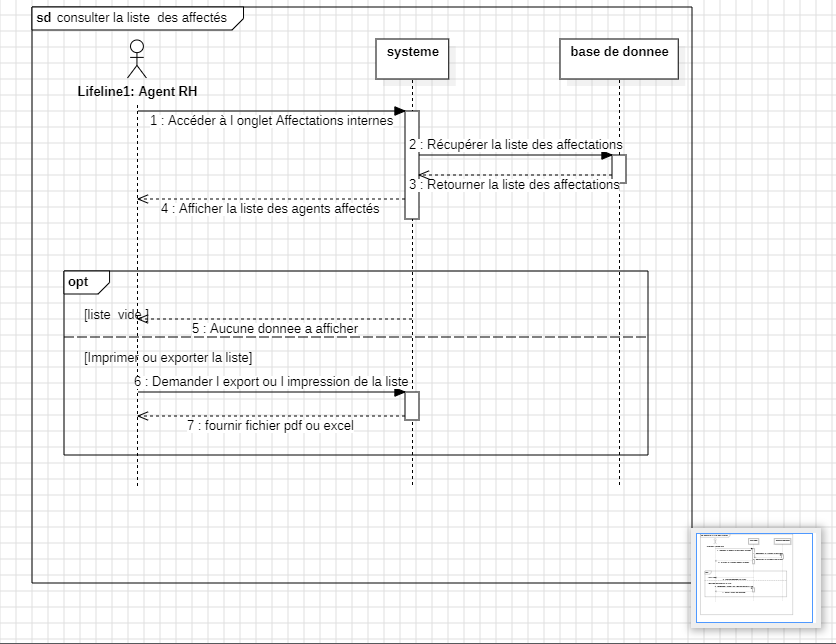 sd consulter la liste des affectés
systeme
base de donnee
Lifeline1: Agent RH
1 : Accéder à l onglet Affectations internes
2 : Récupérer la liste des affectations
3 : Retourner la liste des affectations
4 : Afficher la liste des agents affectés
opt
[liste vide]
5 : Aucune donnee a afficher
[Imprimer ou exporter la liste]
6 : Demander l export ou l impression de la liste
7 : fournir fichier pdf ou excel